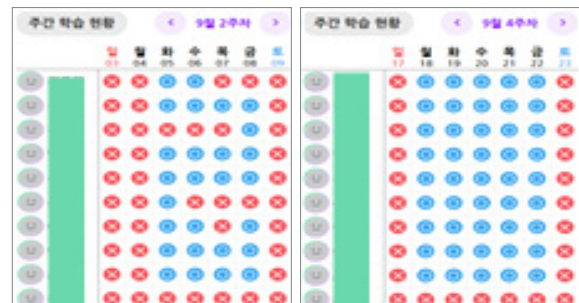 주간 학습 현황 < 9월 2주차 >
일 월 화 수 목 금 토
03 04 05 06 07 08 09
주간 학습 현황 < 9월 4주차 >
일 월 화 수 목 금 토
17 18 19 20 21 22 23